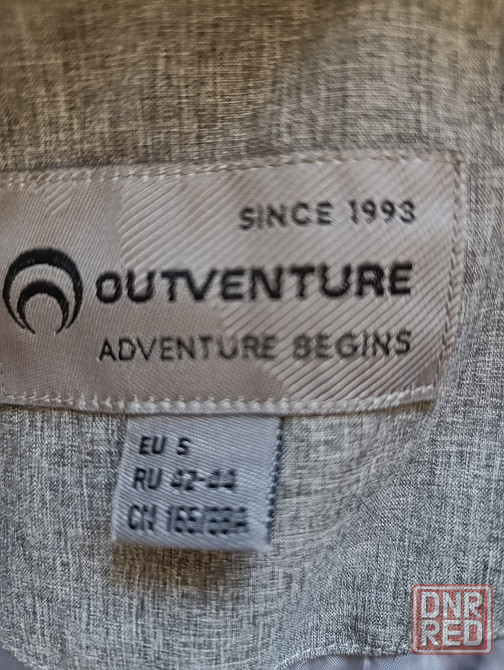 SINCE 1993
OUTVENTURE
ADVENTURE BEGINS
EU S
RU 42-44
CN 165/88A
DNR
RED